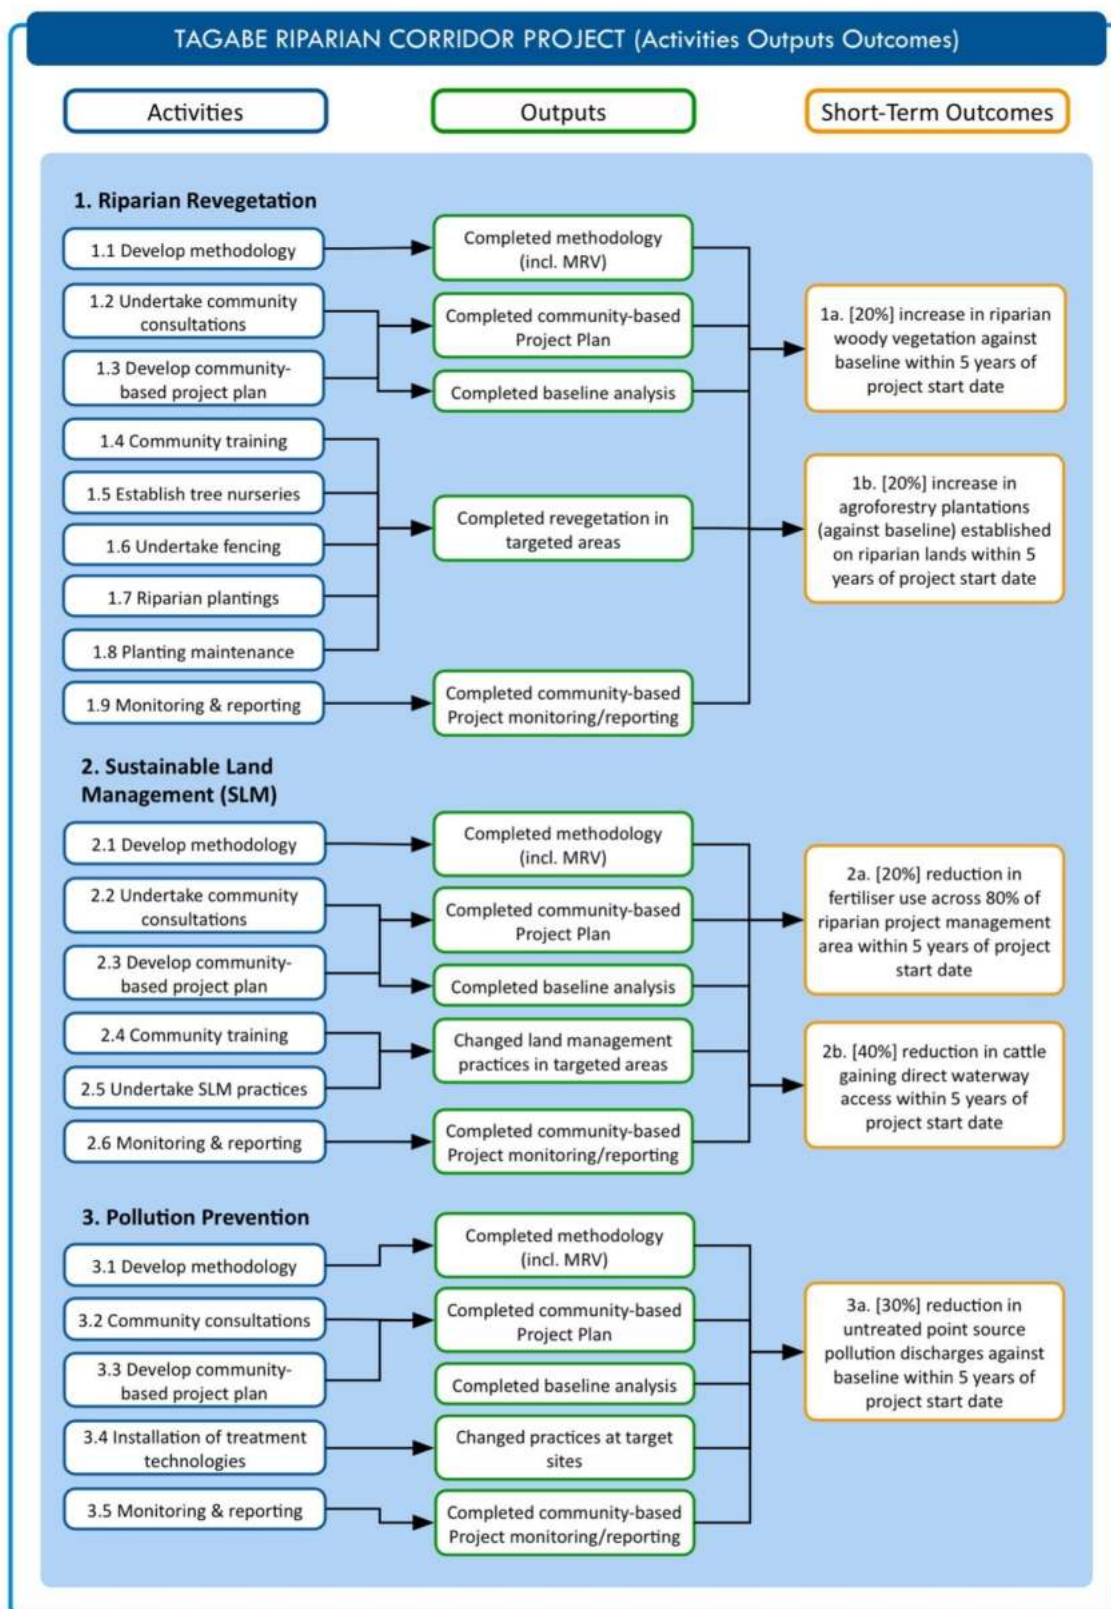 TAGABE RIPARIAN CORRIDOR PROJECT (Activities Outputs Outcomes)
Activities
Outputs
Short-Term Outcomes
1. Riparian Revegetation
1.1 Develop methodology
1.2 Undertake community
consultations
1.3 Develop community-
based project plan
1.4 Community training
1.5 Establish tree nurseries
1.6 Undertake fencing
1.7 Riparian plantings
1.8 Planting maintenance
1.9 Monitoring & reporting
Completed methodology
(incl. MRV)
Completed community-based
Project Plan
Completed baseline analysis
Completed revegetation in
targeted areas
Completed community-based
Project monitoring/reporting
1a. [20%] increase in riparian
woody vegetation against
baseline within 5 years of
project start date
1b. [20%] increase in
agroforestry plantations
(against baseline) established
on riparian lands within 5
years of project start date
2. Sustainable Land
Management (SLM)
2.1 Develop methodology
2.2 Undertake community
consultations
2.3 Develop community-
based project plan
2.4 Community training
2.5 Undertake SLM practices
2.6 Monitoring & reporting
Completed methodology
(incl. MRV)
Completed community-based
Project Plan
Completed baseline analysis
Changed land management
practices in targeted areas
Completed community-based
Project monitoring/reporting
2a. [20%] reduction in
fertiliser use across 80% of
riparian project management
area within 5 years of project
start date
2b. [40%] reduction in cattle
gaining direct waterway
access within 5 years of
project start date
3. Pollution Prevention
3.1 Develop methodology
3.2 Community consultations
3.3 Develop community-
based project plan
3.4 Installation of treatment
technologies
3.5 Monitoring & reporting
Completed methodology
(incl. MRV)
Completed community-based
Project Plan
Completed baseline analysis
Changed practices at target
sites
Completed community-based
Project monitoring/reporting
3a. [30%] reduction in
untreated point source
pollution discharges against
baseline within 5 years of
project start date